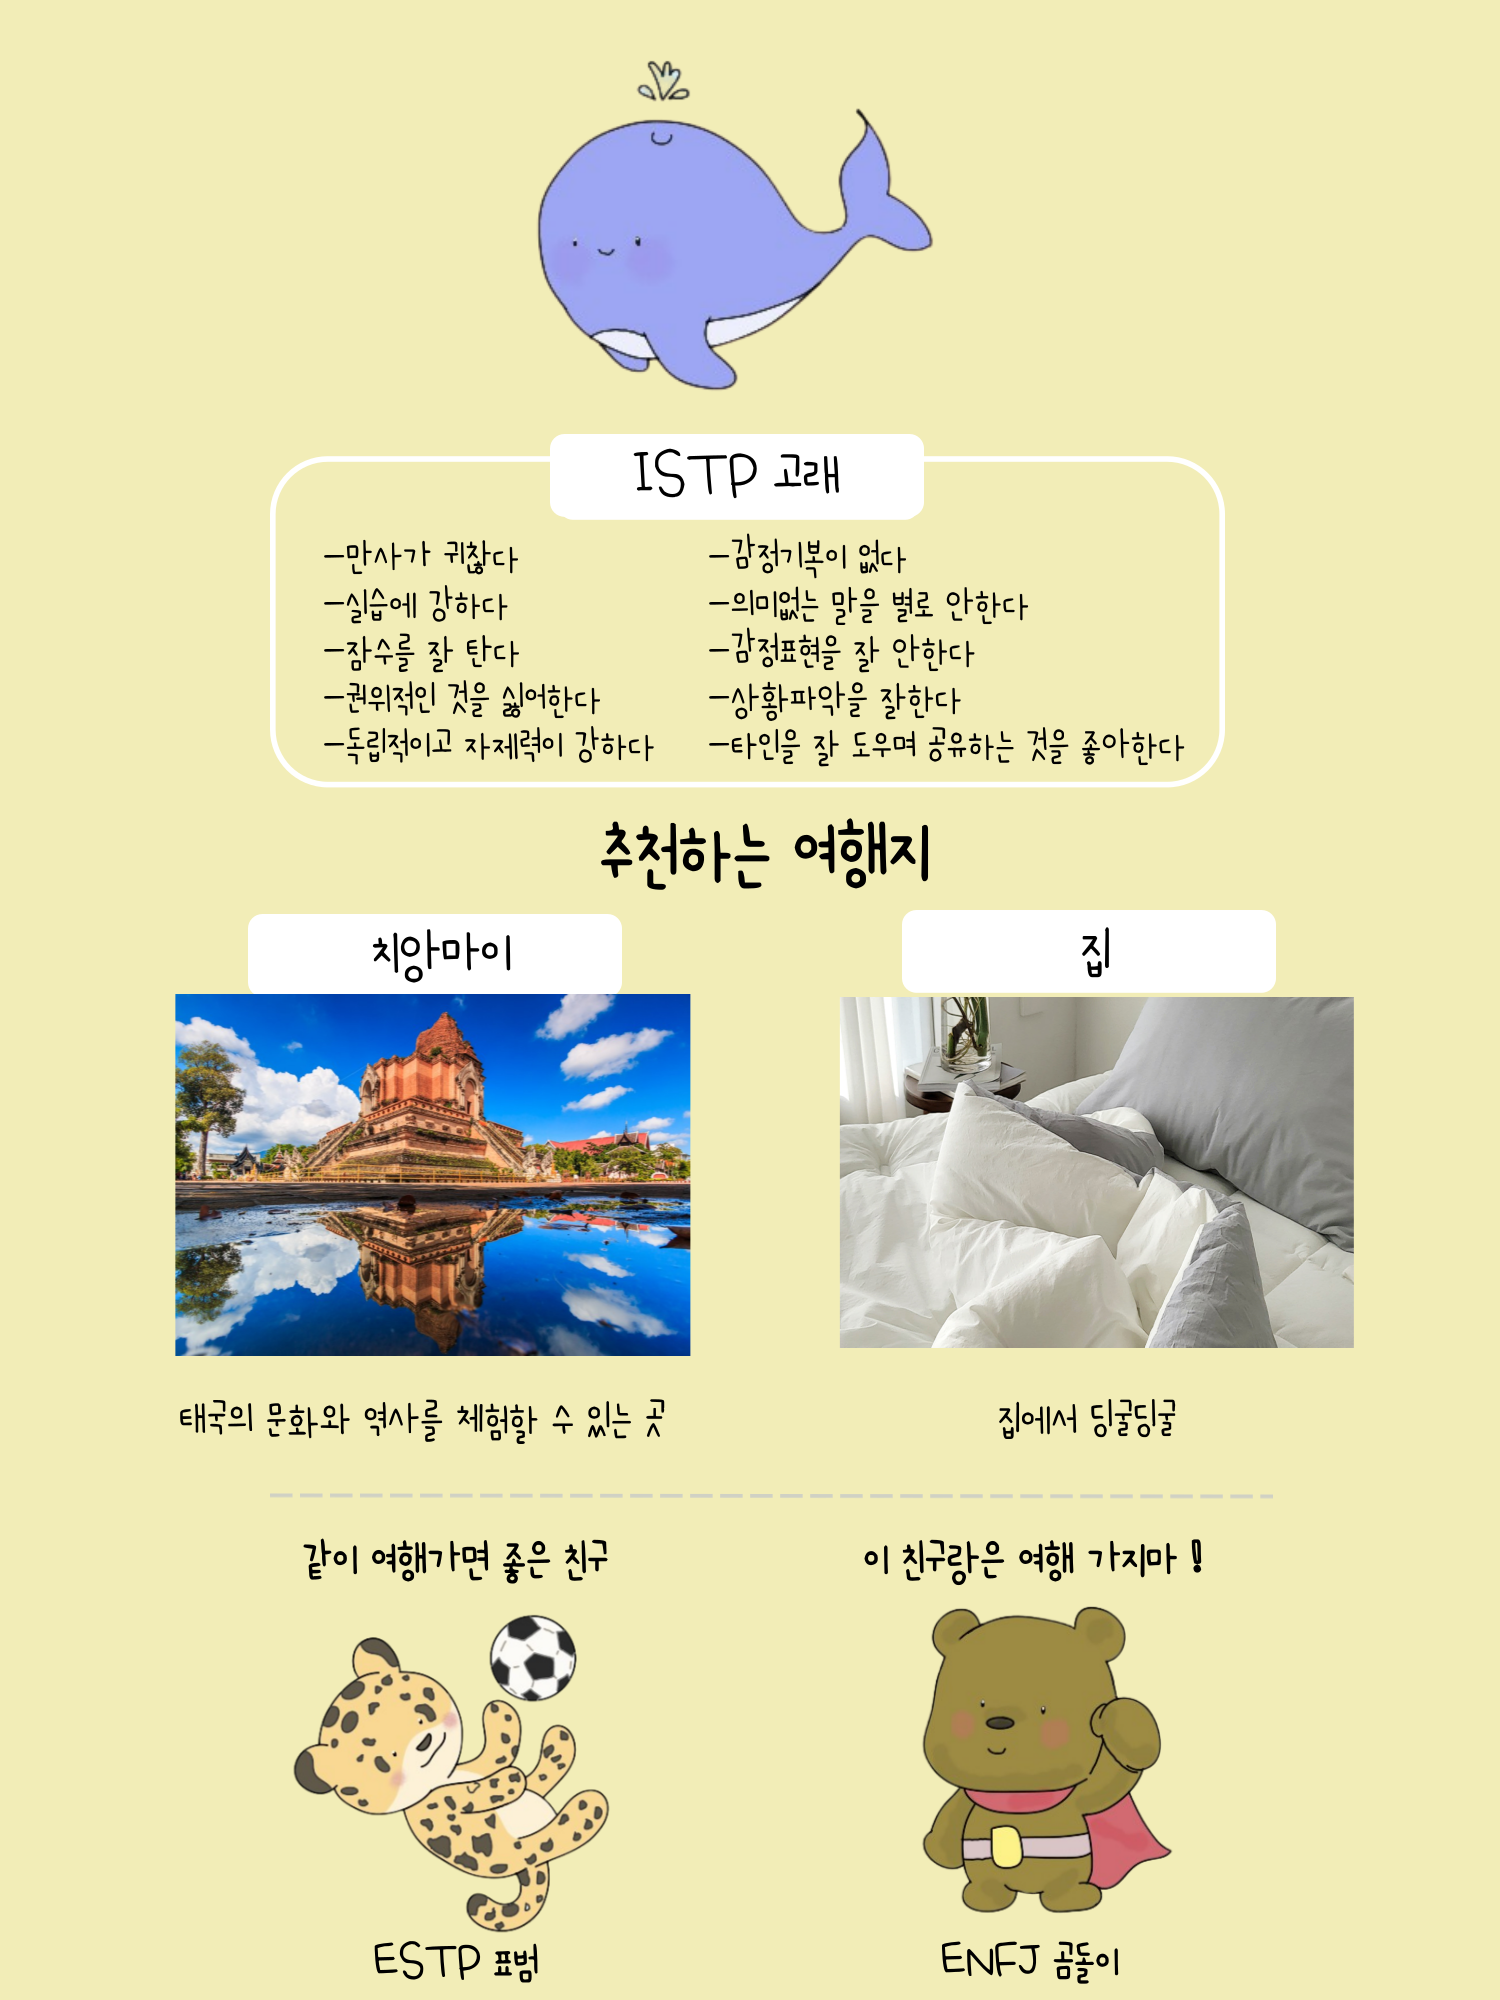 ISTP 고래
-만사가 귀찮다
-실습에 강하다
-잠수를 잘 탄다
-권위적인 것을 싫어한다
-독립적이고 자제력이 강하다
-감정기복이 없다
-의미없는 말을 별로 안한다
-감정표현을 잘 안한다
-상황파악을 잘한다
-타인을 잘 도우며 공유하는 것을 좋아한다
추천하는 여행지
치앙마이
집
태국의 문화와 역사를 체험할 수 있는 곳
집에서 딩굴딩굴
같이 여행가면 좋은 친구
이 친구랑은 여행 가지마 !
ESTP 표범
ENFJ 곰돌이